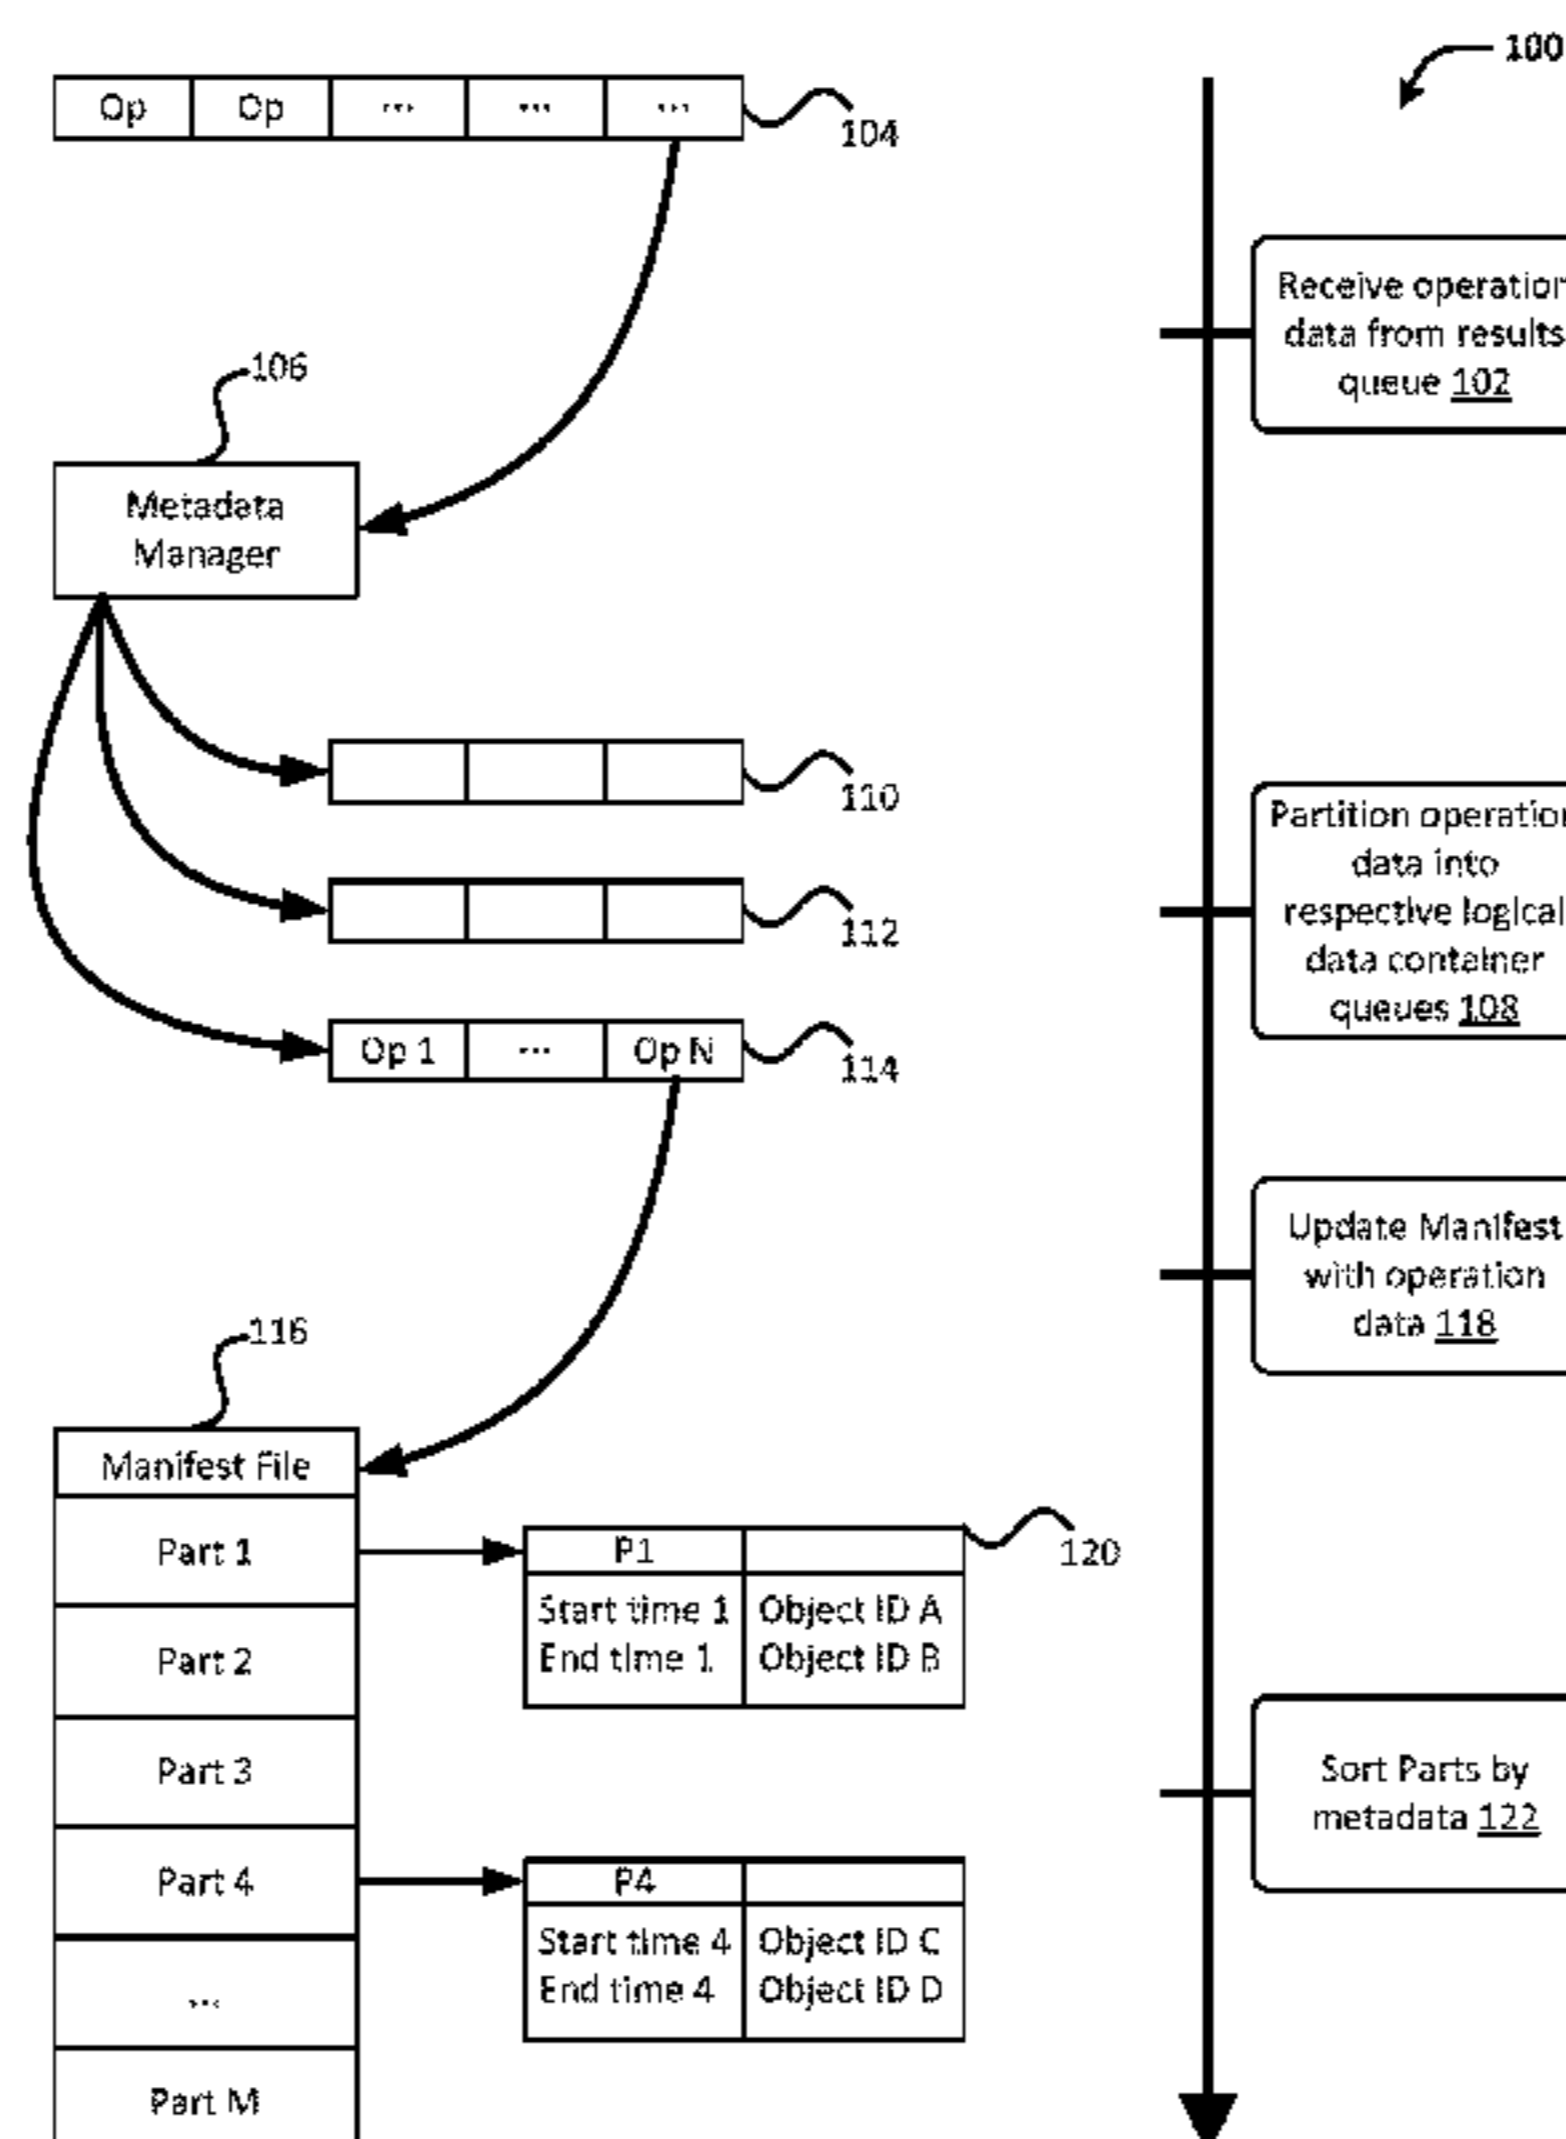 100
Op Op ... ... ...
104
Receive operation
data from results
queue 102
106
Metadata
Manager
110
112
Op 1 ... Op N
114
Partition operation
data into
respective logical
data container
queues 108
Update Manifest
with operation
data 118
116
Manifest File
Part 1
Part 2
Part 3
Part 4
...
Part M
P1
Start time 1 Object ID A
End time 1 Object ID B
120
P4
Start time 4 Object ID C
End time 4 Object ID D
Sort Parts by
metadata 122